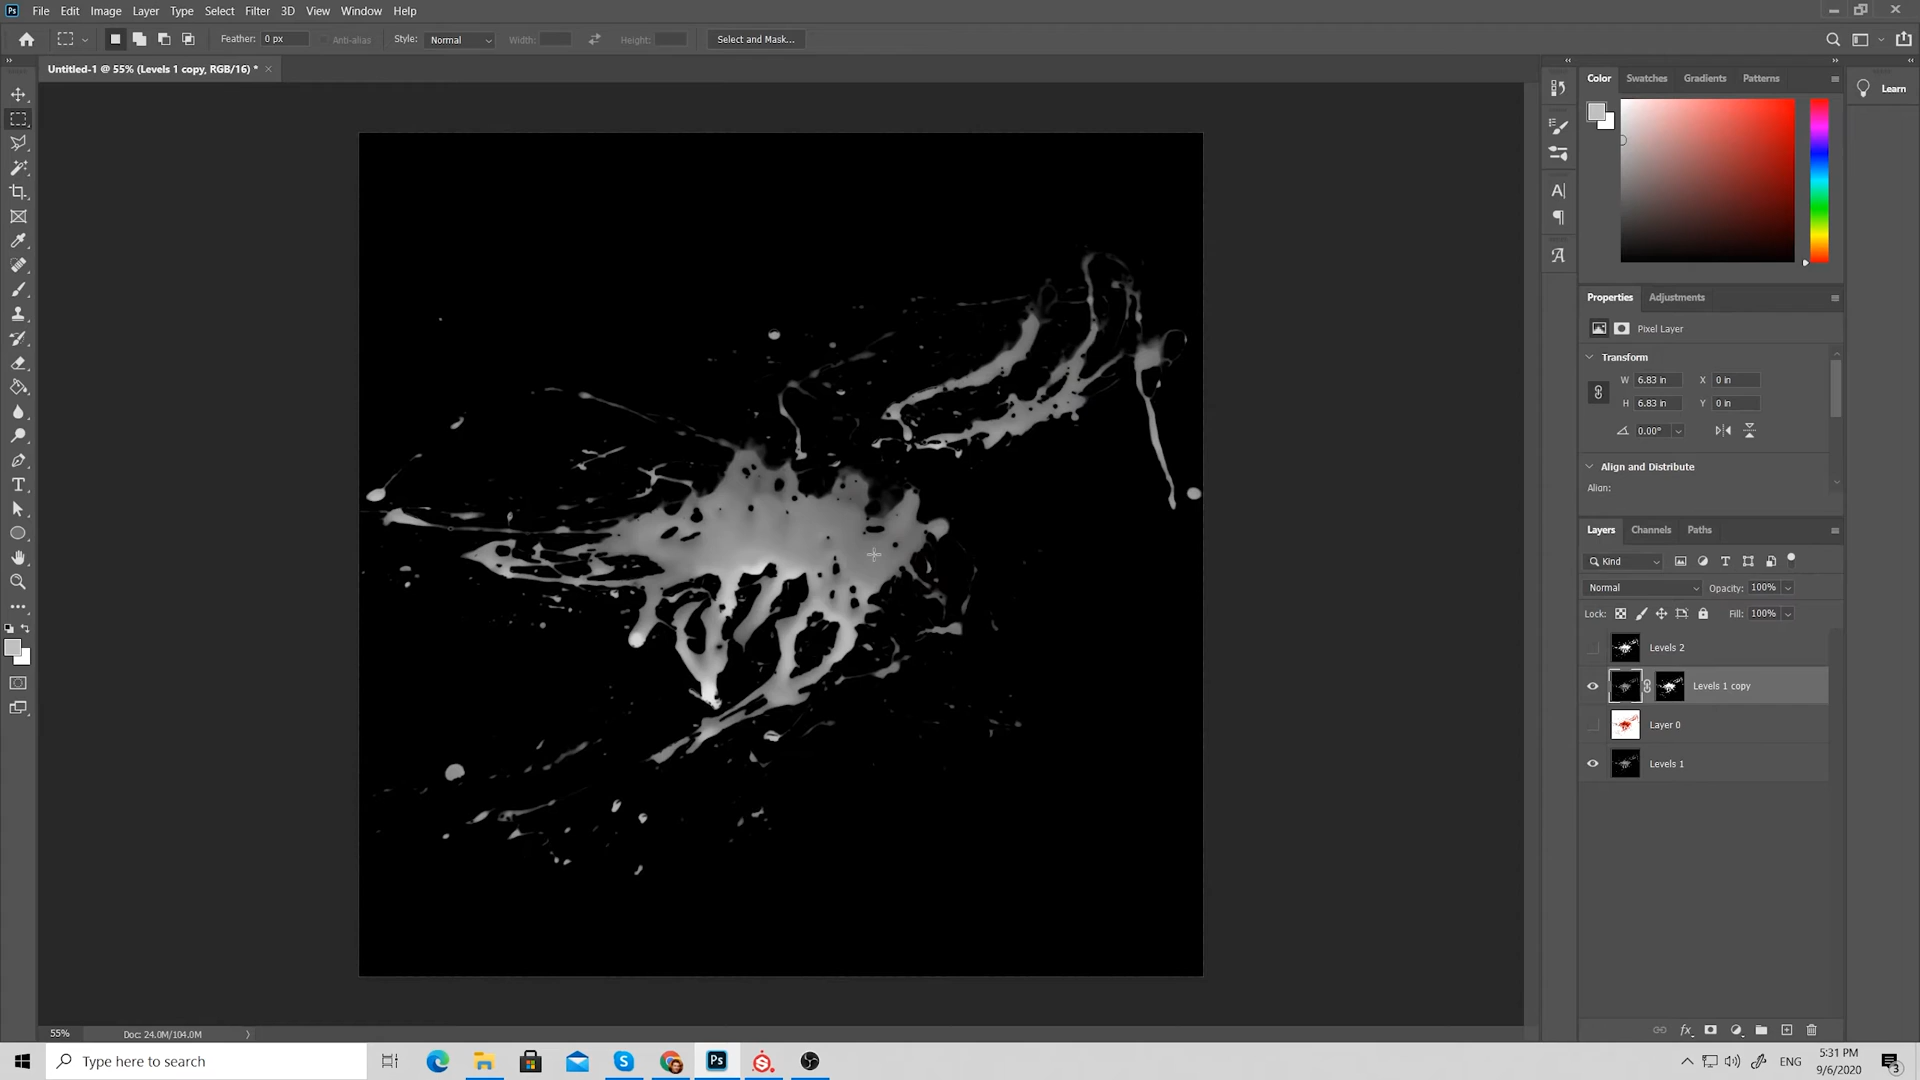 Ps File Edit Image Layer Type Select Filter 3D View Window Help
Feather: 0 px Anti-alias Style: Normal Width: Height: Select and Mask...
Untitled-1 @ 55% (Levels 1 copy, RGB/16) *
Color Swatches Gradients Patterns
Learn
Properties Adjustments
Pixel Layer
Transform
W 6.83 in X 0 in
H 6.83 in Y 0 in
0.00°
Align and Distribute
Align:
Layers Channels Paths
Kind
Normal Opacity: 100%
Lock: Fill: 100%
Levels 2
Levels 1 copy
Layer 0
Levels 1
fx
55% Doc: 24.0M/104.0M
Type here to search
Ps
ENG
5:31 PM
9/6/2020
3